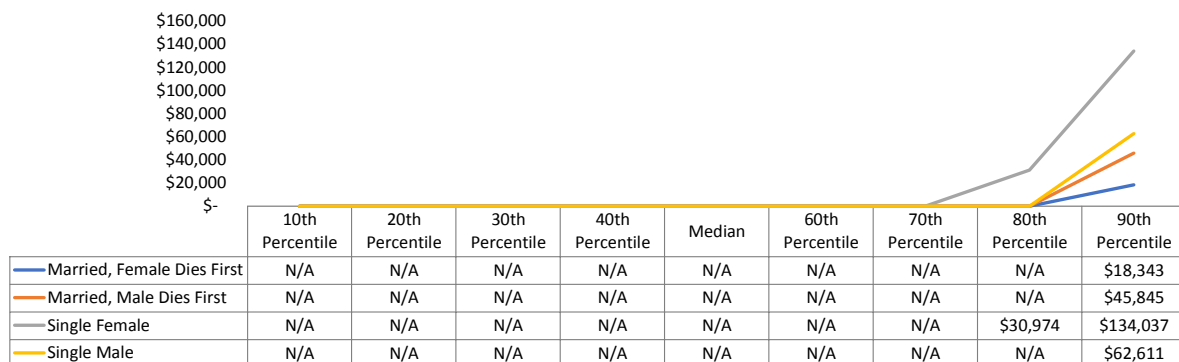 $160,000
$140,000
$120,000
$100,000
$80,000
$60,000
$40,000
$20,000
$-
10th Percentile
20th Percentile
30th Percentile
40th Percentile
Median
60th Percentile
70th Percentile
80th Percentile
90th Percentile
Married, Female Dies First N/A N/A N/A N/A N/A N/A N/A N/A $18,343
Married, Male Dies First N/A N/A N/A N/A N/A N/A N/A N/A $45,845
Single Female N/A N/A N/A N/A N/A N/A N/A $30,974 $134,037
Single Male N/A N/A N/A N/A N/A N/A N/A N/A $62,611